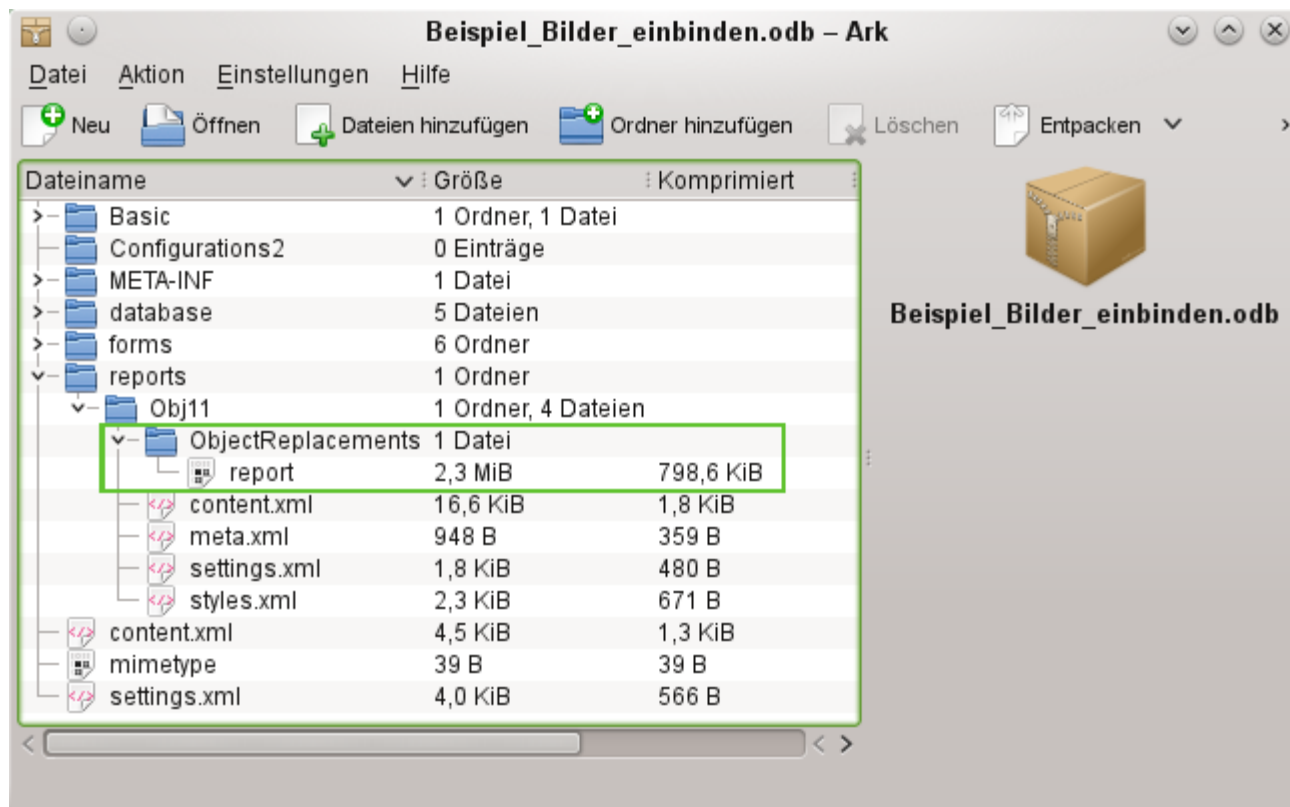 Beispiel_Bilder_einbinden.odb – Ark
Datei Aktion Einstellungen Hilfe
Neu Öffnen Dateien hinzufügen Ordner hinzufügen Löschen Entpacken
Dateiname Größe Komprimiert
Basic 1 Ordner, 1 Datei
Configurations2 0 Einträge
META-INF 1 Datei
database 5 Dateien
forms 6 Ordner
reports 1 Ordner
Obj11 1 Ordner, 4 Dateien
ObjectReplacements 1 Datei
report 2,3 MiB 798,6 KiB
content.xml 16,6 KiB 1,8 KiB
meta.xml 948 B 359 B
settings.xml 1,8 KiB 480 B
styles.xml 2,3 KiB 671 B
content.xml 4,5 KiB 1,3 KiB
mimetype 39 B 39 B
settings.xml 4,0 KiB 566 B
Beispiel_Bilder_einbinden.odb